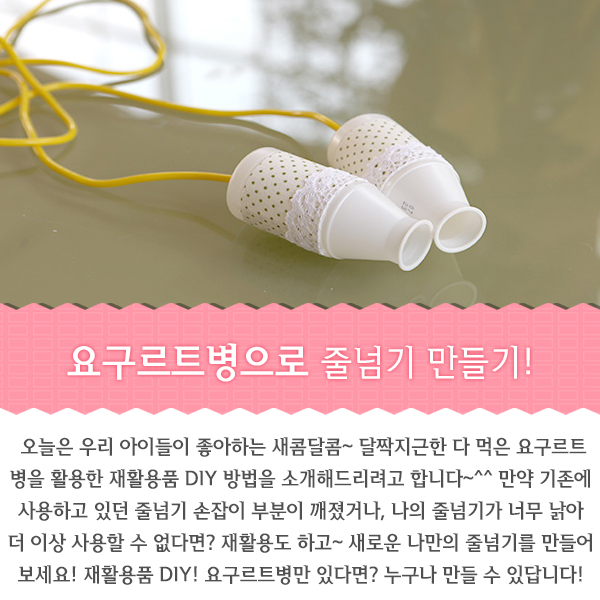 요구르트병으로 줄넘기 만들기!
오늘은 우리 아이들이 좋아하는 새콤달콤~ 달짝지근한 다 먹은 요구르트
병을 활용한 재활용품 DIY 방법을 소개해드리려고 합니다~^^ 만약 기존에
사용하고 있던 줄넘기 손잡이 부분이 깨졌거나, 나의 줄넘기가 너무 낡아
더 이상 사용할 수 없다면? 재활용도 하고~ 새로운 나만의 줄넘기를 만들어
보세요! 재활용품 DIY! 요구르트병만 있다면? 누구나 만들 수 있답니다!